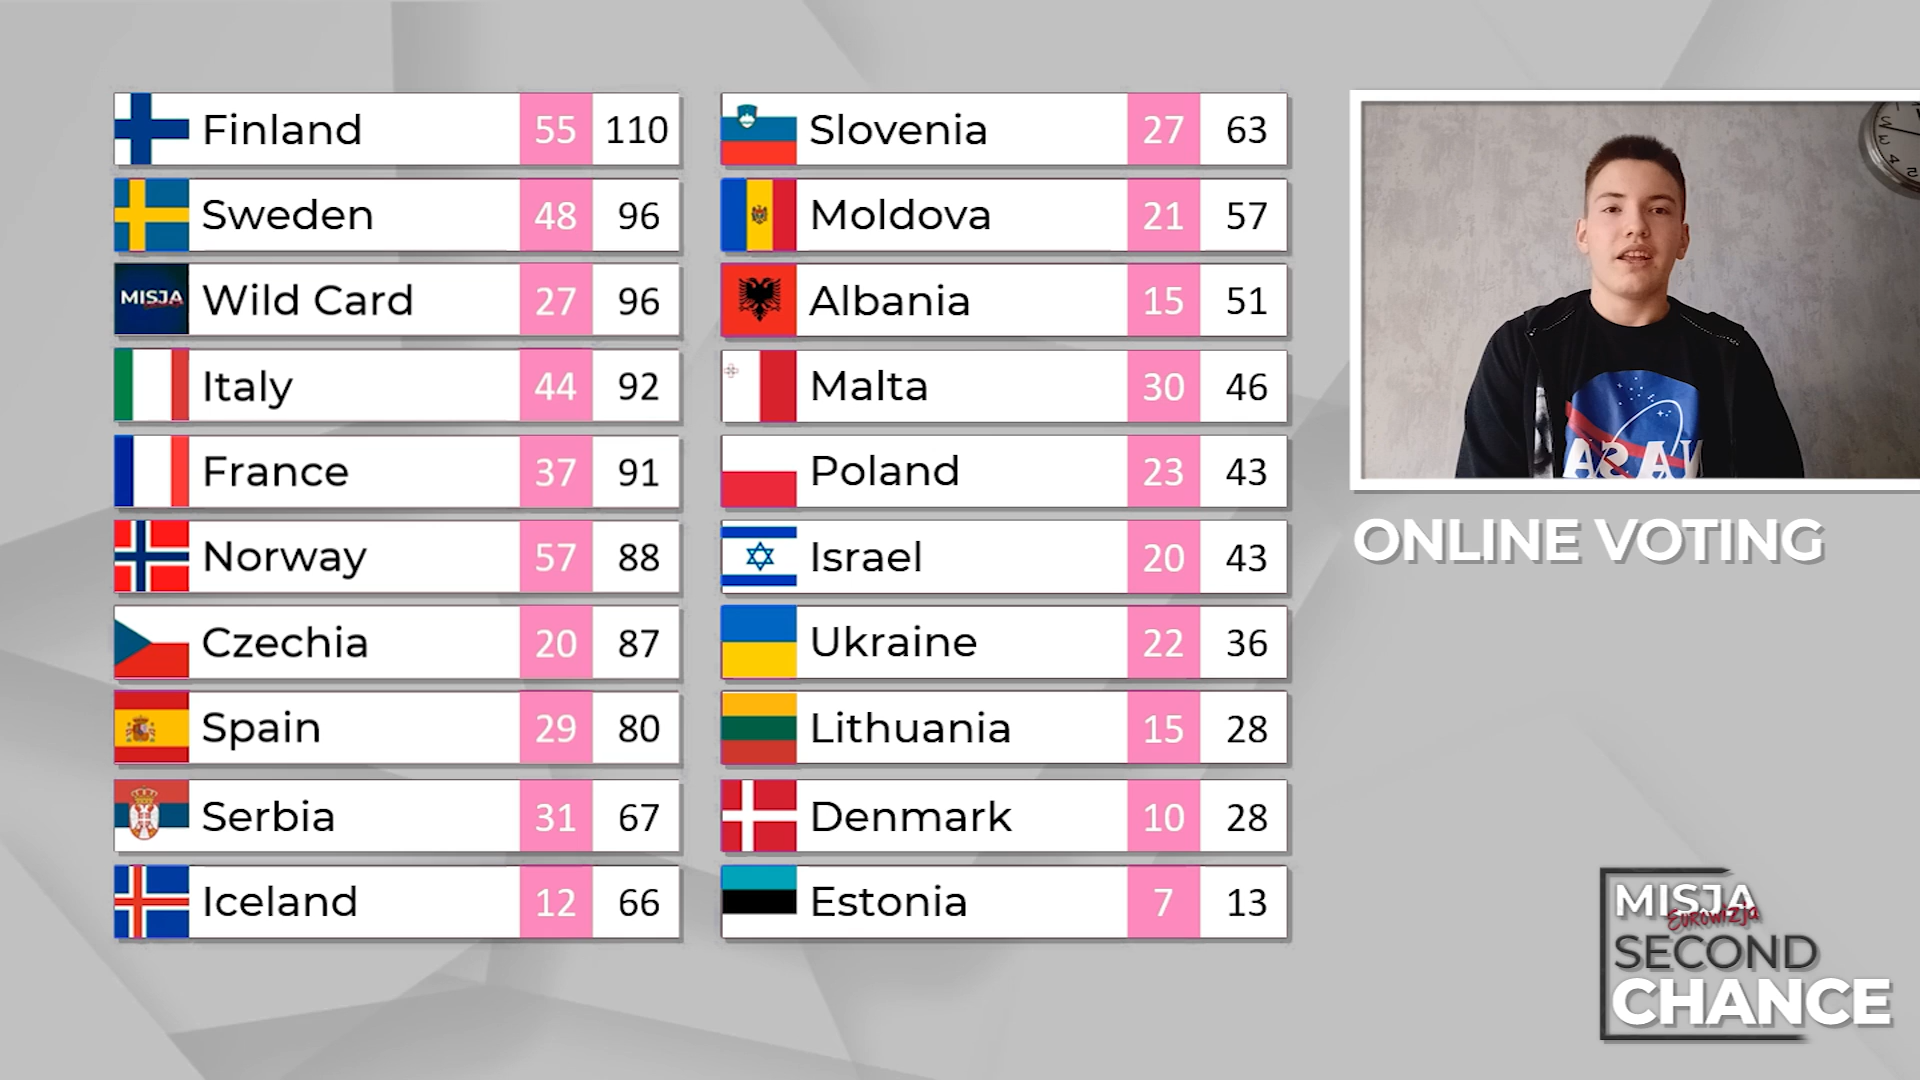 Finland 55 110
Sweden 48 96
MISJA Wild Card 27 96
Italy 44 92
France 37 91
Norway 57 88
Czechia 20 87
Spain 29 80
Serbia 31 67
Iceland 12 66
Slovenia 27 63
Moldova 21 57
Albania 15 51
Malta 30 46
Poland 23 43
Israel 20 43
Ukraine 22 36
Lithuania 15 28
Denmark 10 28
Estonia 7 13
NASA
ONLINE VOTING
MISJA
Eurowizja
SECOND
CHANCE